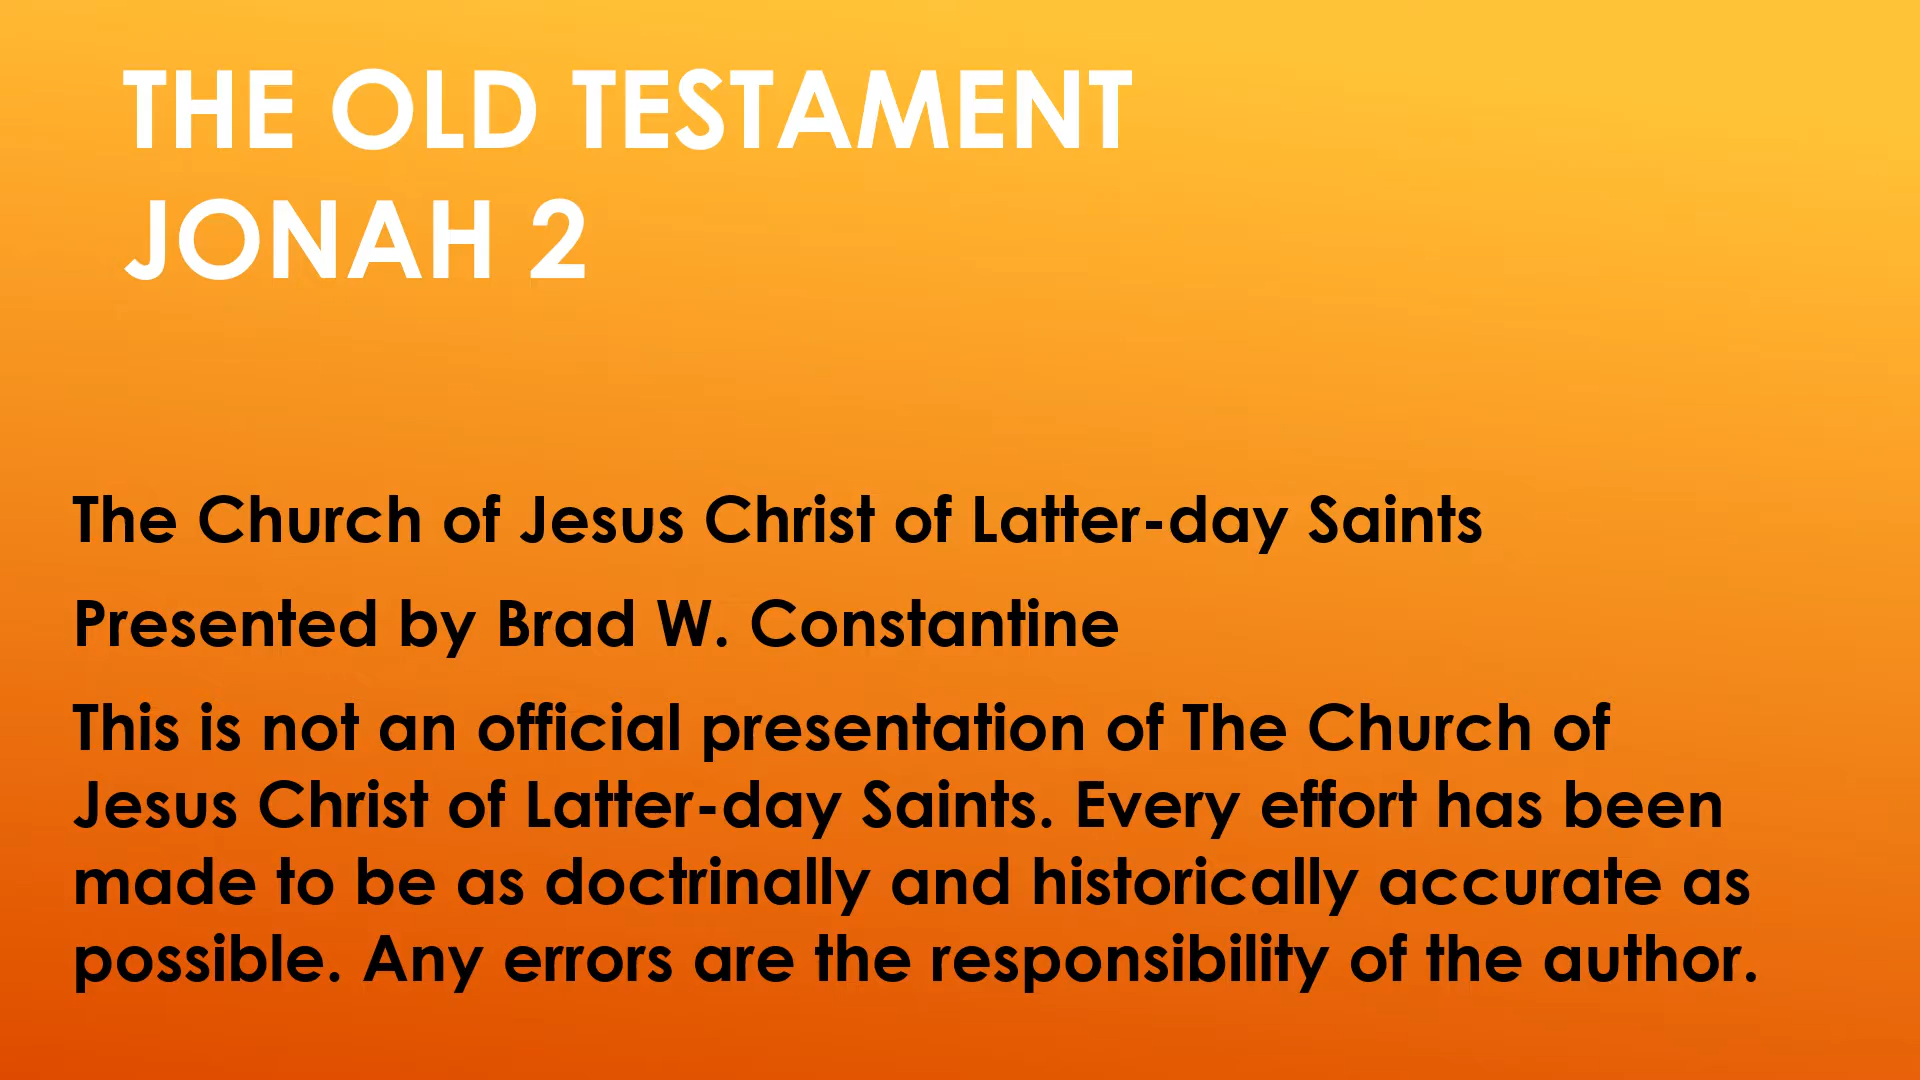 THE OLD TESTAMENT
JONAH 2
The Church of Jesus Christ of Latter-day Saints
Presented by Brad W. Constantine
This is not an official presentation of The Church of
Jesus Christ of Latter-day Saints. Every effort has been
made to be as doctrinally and historically accurate as
possible. Any errors are the responsibility of the author.